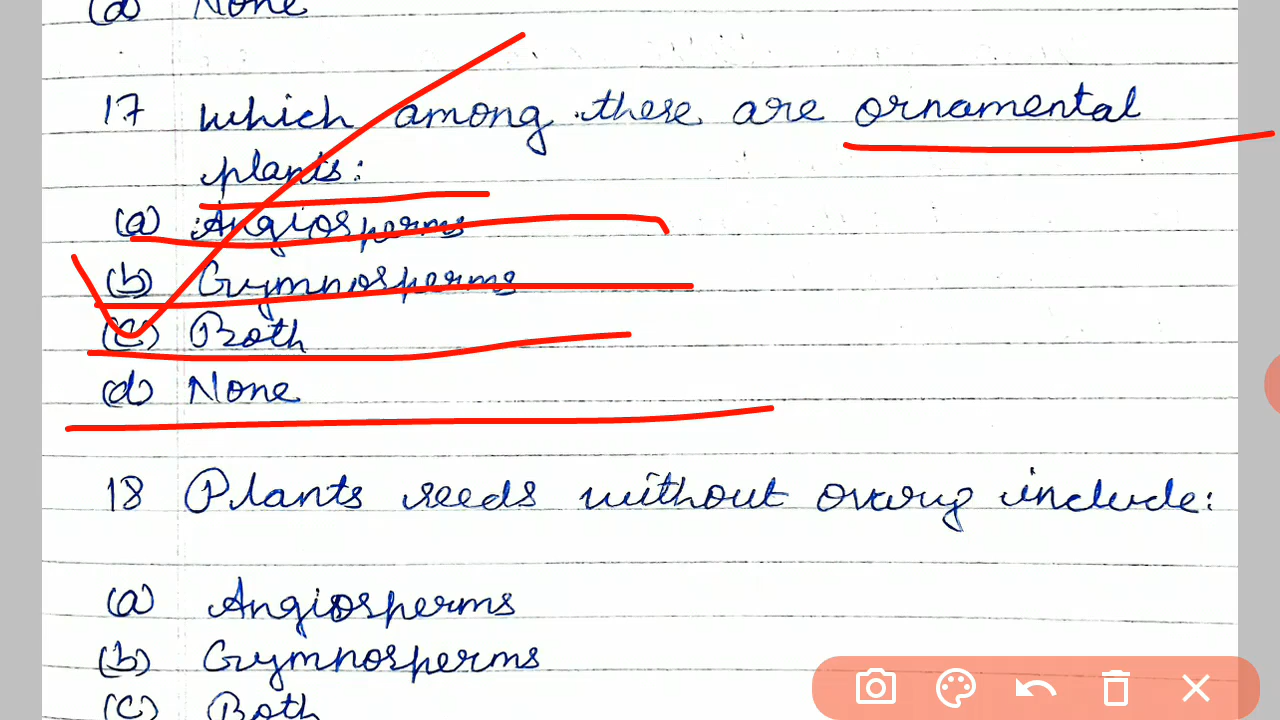 (d) None
17 which among these are ornamental
plants:
(a) Angiosperms
(b) Gymnosperms
(c) Both
(d) None
18 Plants seeds without ovary include:
(a) Angiosperms
(b) Gymnosperms
(c) Both